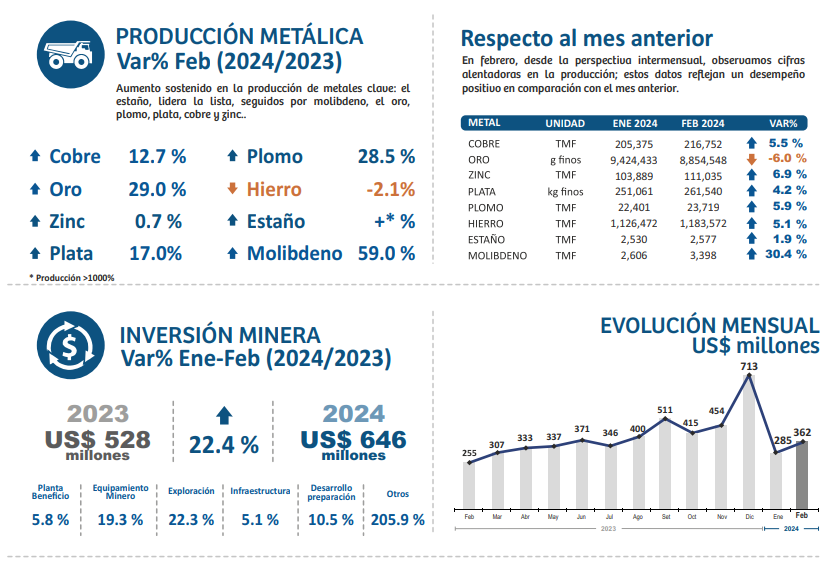 PRODUCCIÓN METÁLICA
Var% Feb (2024/2023)
Aumento sostenido en la producción de metales clave: el
estaño, lidera la lista, seguidos por molibdeno, el oro,
plomo, plata, cobre y zinc..
Cobre 12.7 %
Plomo 28.5 %
Oro 29.0 %
Hierro -2.1%
Zinc 0.7 %
Estaño +* %
Plata 17.0%
Molibdeno 59.0 %
* Producción >1000%
Respecto al mes anterior
En febrero, desde la perspectiva intermensual, observamos cifras
alentadoras en la producción; estos datos reflejan un desempeño
positivo en comparación con el mes anterior.
METAL UNIDAD ENE 2024 FEB 2024 VAR%
COBRE TMF 205,375 216,752 5.5 %
ORO g finos 9,424,433 8,854,548 -6.0 %
ZINC TMF 103,889 111,035 6.9 %
PLATA kg finos 251,061 261,540 4.2 %
PLOMO TMF 22,401 23,719 5.9 %
HIERRO TMF 1,126,472 1,183,572 5.1 %
ESTAÑO TMF 2,530 2,577 1.9 %
MOLIBDENO TMF 2,606 3,398 30.4 %
$
INVERSIÓN MINERA
Var% Ene-Feb (2024/2023)
2023
US$ 528
millones
22.4 %
2024
US$ 646
millones
Planta
Beneficio
5.8 %
Equipamiento
Minero
19.3 %
Exploración
22.3 %
Infraestructura
5.1 %
Desarrollo
preparación
10.5 %
Otros
205.9 %
EVOLUCIÓN MENSUAL
US$ millones
255 307 333 337 371 346 400 511 415 454 713 285 362
Feb Mar Abr May Jun Jul Ago Set Oct Nov Dic Ene Feb
2023 2024